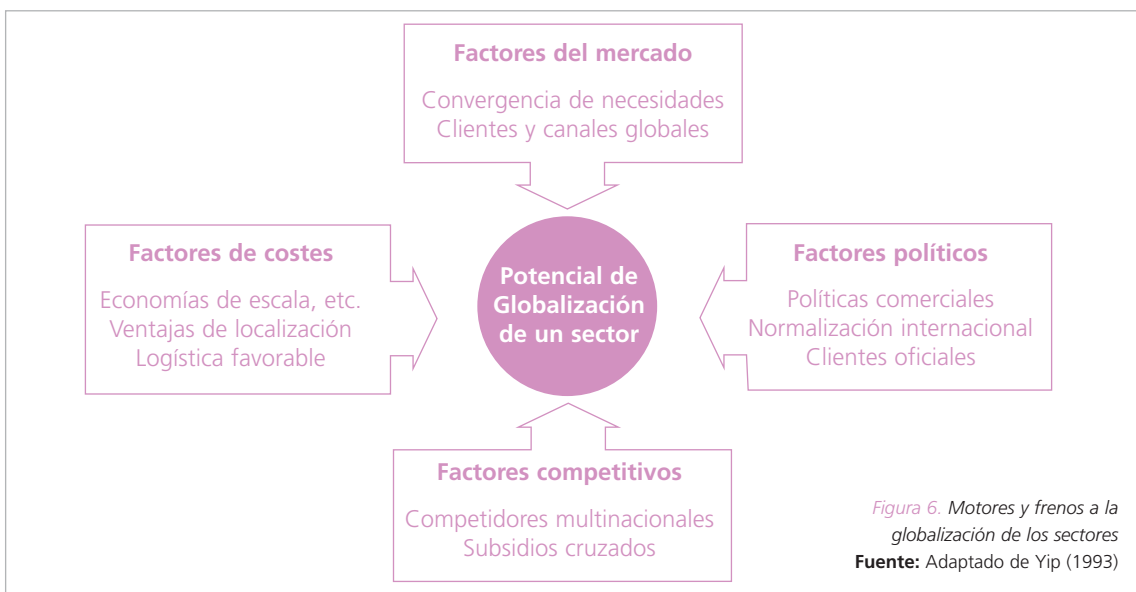 Factores del mercado
Convergencia de necesidades
Clientes y canales globales
Factores de costes
Economías de escala, etc.
Ventajas de localización
Logística favorable
Potencial de
Globalización
de un sector
Factores políticos
Políticas comerciales
Normalización internacional
Clientes oficiales
Factores competitivos
Competidores multinacionales
Subsidios cruzados
Figura 6. Motores y frenos a la
globalización de los sectores
Fuente: Adaptado de Yip (1993)